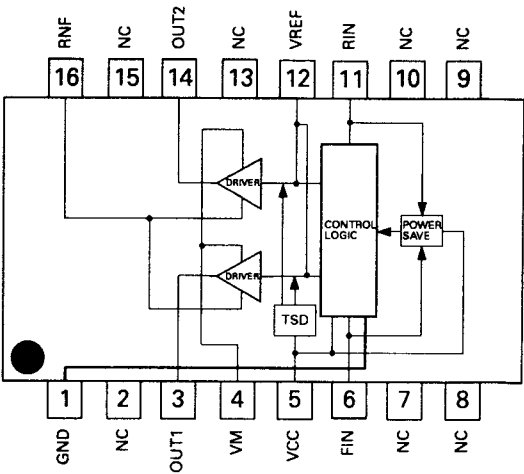 RNF NC OUT2 NC VREF RIN NC NC
16 15 14 13 12 11 10 9
DRIVER
CONTROL
LOGIC
POWER
SAVE
DRIVER
TSD
1 2 3 4 5 6 7 8
GND NC OUT1 VM VCC FIN NC NC